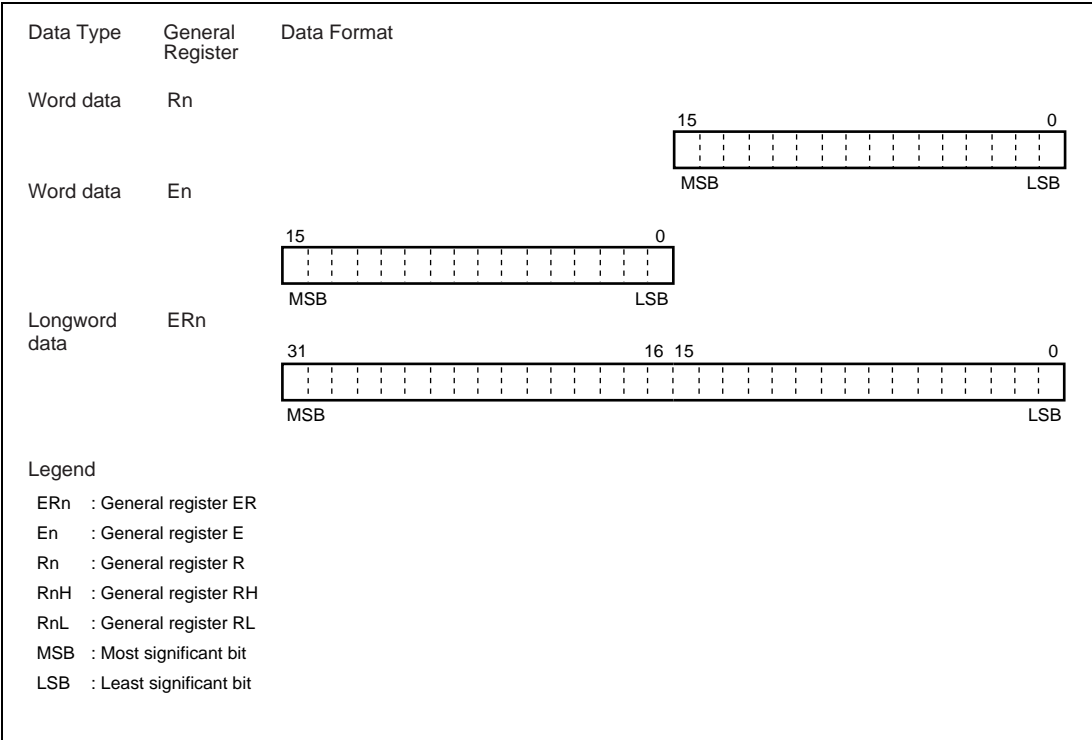 Data Type General Register Data Format
Word data Rn
15 0
MSB LSB
Word data En
15 0
MSB LSB
Longword data ERn
31 16 15 0
MSB LSB
Legend
ERn : General register ER
En : General register E
Rn : General register R
RnH : General register RH
RnL : General register RL
MSB : Most significant bit
LSB : Least significant bit